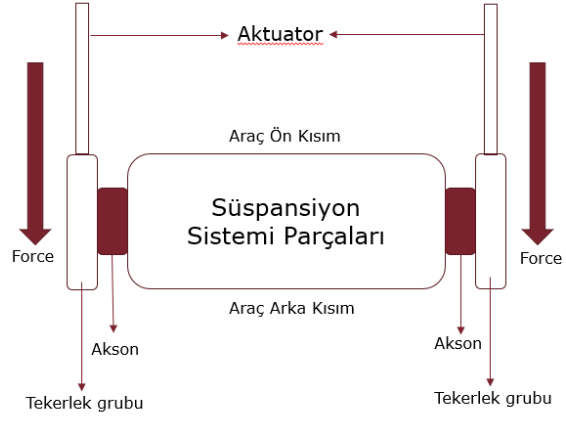 Aktuator
Araç Ön Kısım
Süspansiyon
Sistemi Parçaları
Force
Force
Araç Arka Kısım
Akson
Akson
Tekerlek grubu
Tekerlek grubu